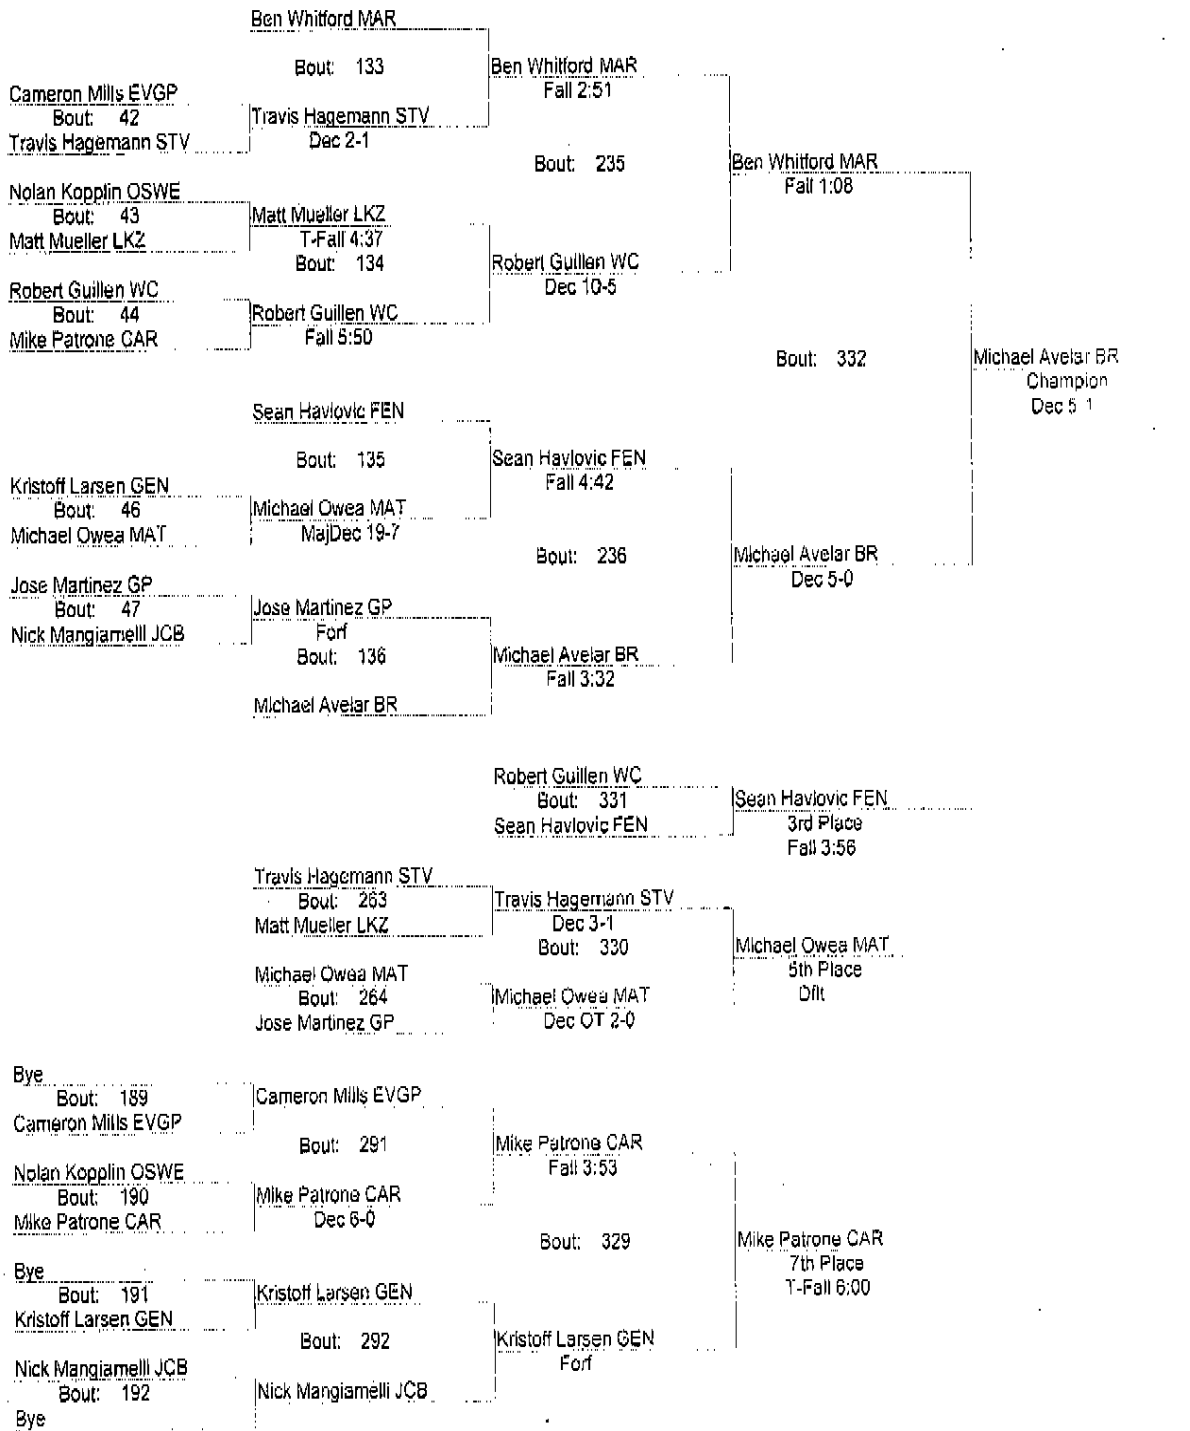 Ben Whitford MAR
Bout: 133
Ben Whitford MAR
Fall 2:51
Cameron Mills EVGP
Bout: 42
Travis Hagemann STV
Travis Hagemann STV
Dec 2-1
Bout: 235
Ben Whitford MAR
Fall 1:08
Nolan Kopplin OSWE
Bout: 43
Matt Mueller LKZ
Matt Mueller LKZ
T-Fall 4:37
Bout: 134
Robert Guillen WC
Dec 10-5
Robert Guillen WC
Bout: 44
Mike Patrone CAR
Robert Guillen WC
Fall 5:50
Bout: 332
Michael Avelar BR
Champion
Dec 5-1
Sean Havlovic FEN
Bout: 135
Sean Havlovic FEN
Fall 4:42
Kristoff Larsen GEN
Bout: 46
Michael Owea MAT
Michael Owea MAT
MajDec 19-7
Bout: 236
Michael Avelar BR
Dec 5-0
Jose Martinez GP
Bout: 47
Nick Mangiamelli JCB
Jose Martinez GP
Forf
Bout: 136
Michael Avelar BR
Fall 3:32
Michael Avelar BR
Robert Guillen WC
Bout: 331
Sean Havlovic FEN
Sean Havlovic FEN
3rd Place
Fall 3:56
Travis Hagemann STV
Bout: 263
Matt Mueller LKZ
Travis Hagemann STV
Dec 3-1
Bout: 330
Michael Owea MAT
5th Place
Dflt
Michael Owea MAT
Bout: 264
Jose Martinez GP
Michael Owea MAT
Dec OT 2-0
Bye
Bout: 189
Cameron Mills EVGP
Cameron Mills EVGP
Bout: 291
Mike Patrone CAR
Fall 3:53
Nolan Kopplin OSWE
Bout: 190
Mike Patrone CAR
Mike Patrone CAR
Dec 6-0
Bout: 329
Mike Patrone CAR
7th Place
T-Fall 6:00
Bye
Bout: 191
Kristoff Larsen GEN
Kristoff Larsen GEN
Bout: 292
Kristoff Larsen GEN
Forf
Nick Mangiamelli JCB
Bout: 192
Bye
Nick Mangiamelli JCB